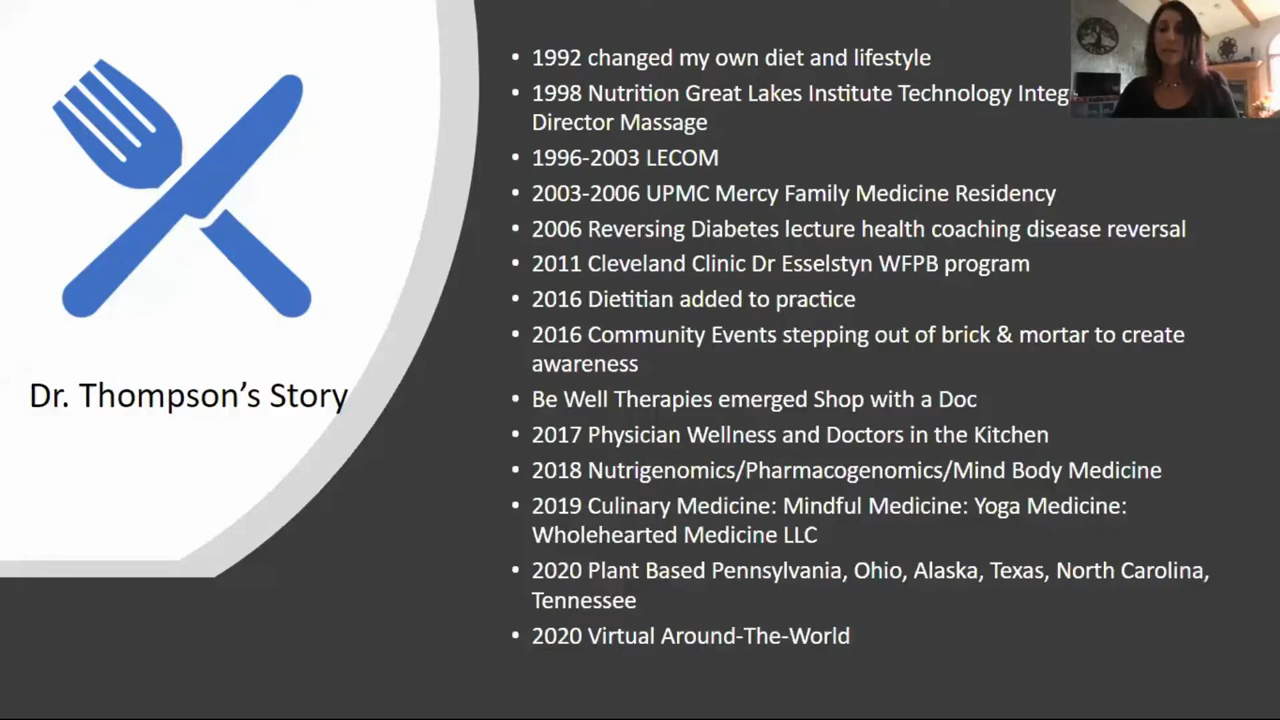 Dr. Thompson's Story
• 1992 changed my own diet and lifestyle
• 1998 Nutrition Great Lakes Institute Technology
Director Massage
• 1996-2003 LECOM
• 2003-2006 UPMC Mercy Family Medicine Residency
• 2006 Reversing Diabetes lecture health coaching disease reversal
• 2011 Cleveland Clinic Dr Esselstyn WFPB program
• 2016 Dietitian added to practice
• 2016 Community Events stepping out of brick & mortar to create
awareness
• Be Well Therapies emerged Shop with a Doc
• 2017 Physician Wellness and Doctors in the Kitchen
• 2018 Nutrigenomics/Pharmacogenomics/Mind Body Medicine
• 2019 Culinary Medicine: Mindful Medicine: Yoga Medicine:
Wholehearted Medicine LLC
• 2020 Plant Based Pennsylvania, Ohio, Alaska, Texas, North Carolina,
Tennessee
• 2020 Virtual Around-The-World